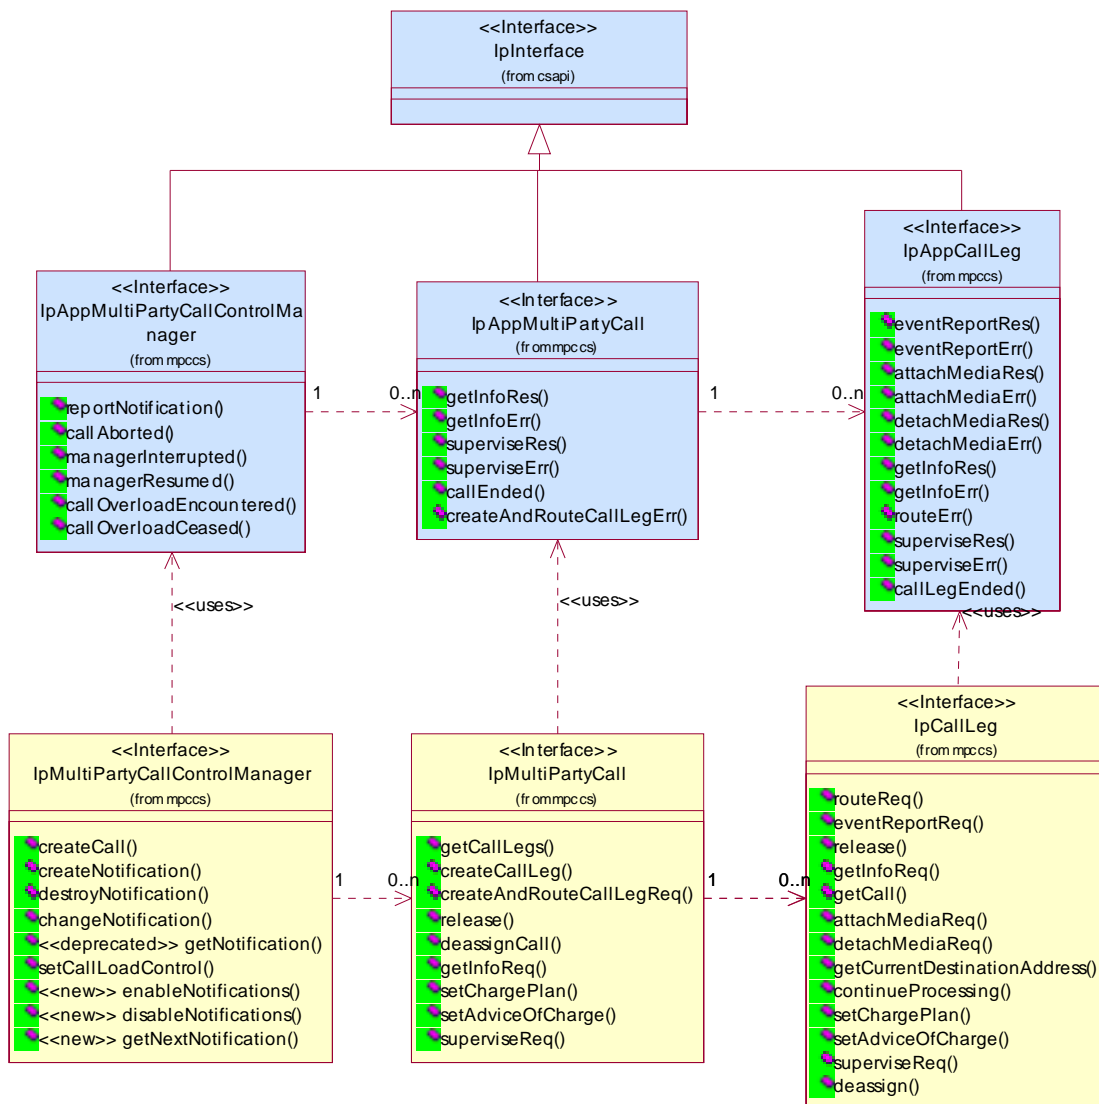 <<Interface>>
IpInterface
(from csapi)
<<Interface>>
IpAppCallLeg
(from mpccs)
eventReportRes()
eventReportErr()
attachMediaRes()
attachMediaErr()
detachMediaRes()
detachMediaErr()
getInfoRes()
getInfoErr()
routeErr()
superviseRes()
superviseErr()
callLegEnded()
<<Interface>>
IpAppMultiPartyCallControlMa
nager
(from mpccs)
reportNotification()
callAborted()
managerInterrupted()
managerResumed()
callOverloadEncountered()
callOverloadCeased()
1
0..n
<<Interface>>
IpAppMultiPartyCall
(from mpccs)
getInfoRes()
getInfoErr()
superviseRes()
superviseErr()
callEnded()
createAndRouteCallLegErr()
1
0..n
<<uses>>
<<uses>>
<<uses>>
<<Interface>>
IpMultiPartyCallControlManager
(from mpccs)
createCall()
createNotification()
destroyNotification()
changeNotification()
<<deprecated>> getNotification()
setCallLoadControl()
<<new>> enableNotifications()
<<new>> disableNotifications()
<<new>> getNextNotification()
1
0..n
<<Interface>>
IpMultiPartyCall
(from mpccs)
getCallLegs()
createCallLeg()
createAndRouteCallLegReq()
release()
deassignCall()
getInfoReq()
setChargePlan()
setAdviceOfCharge()
superviseReq()
1
0..n
<<Interface>>
IpCallLeg
(from mpccs)
routeReq()
eventReportReq()
release()
getInfoReq()
getCall()
attachMediaReq()
detachMediaReq()
getCurrentDestinationAddress()
continueProcessing()
setChargePlan()
setAdviceOfCharge()
superviseReq()
deassign()